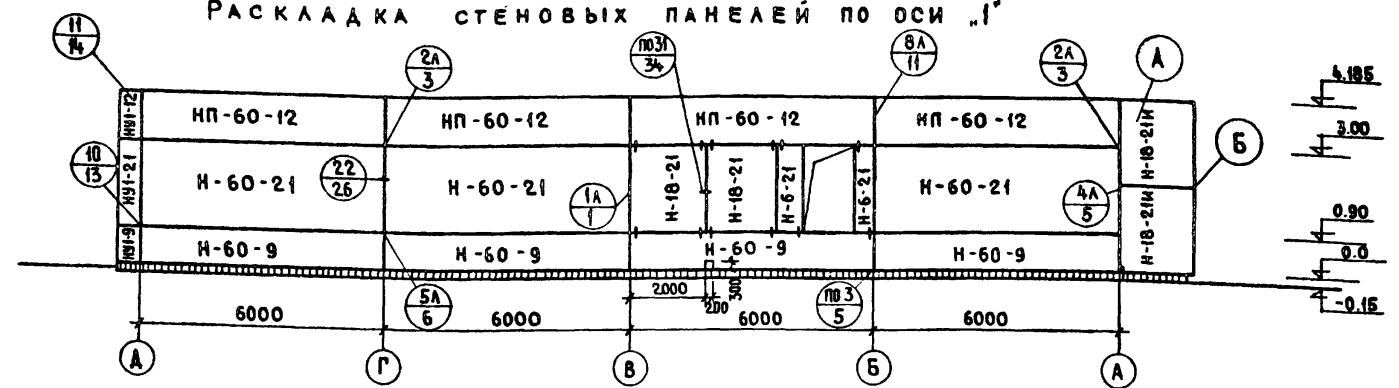 РАСКЛАДКА СТЕНОВЫХ ПАНЕЛЕЙ ПО ОСИ „1"
11
14
2А
3
ПО31
34
8А
11
2А
3
А
4.185
НУ1-12
НП-60-12
НП-60-12
НП-60-12
НП-60-12
Н-18-21И
3.00
Б
10
13
НУ1-21
Н-60-21
22
26
Н-60-21
1А
1
Н-18-21
Н-18-21
Н-6-21
Н-6-21
Н-60-21
4А
5
Н-18-21И
0.90
НУ1-9
Н-60-9
Н-60-9
Н-60-9
Н-60-9
0.0
5А
6
2000
200
300
ПО3
5
-0.15
6000
6000
6000
6000
Д
Г
В
Б
А